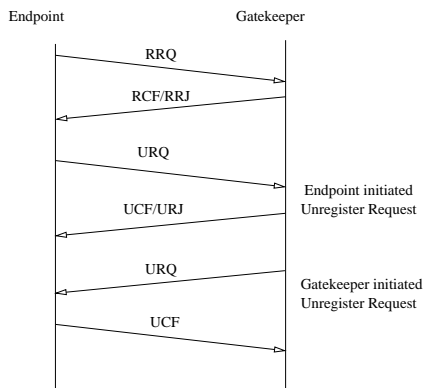 Endpoint
Gatekeeper
RRQ
RCF/RRJ
URQ
Endpoint initiated
Unregister Request
UCF/URJ
URQ
Gatekeeper initiated
Unregister Request
UCF